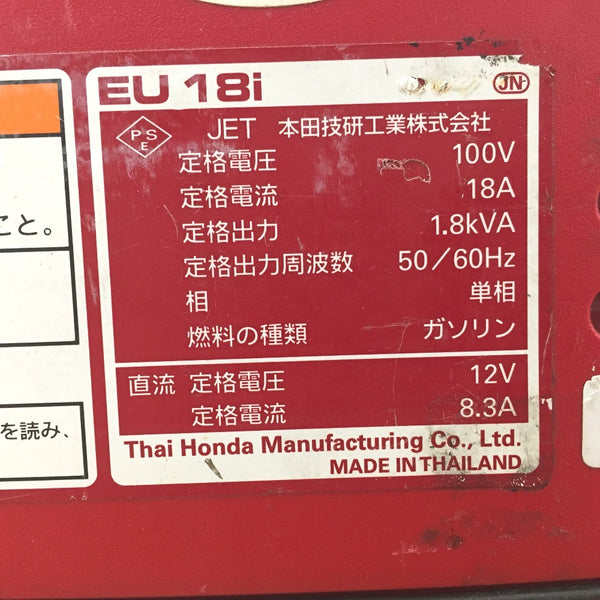 EU 18i
JN
PSE JET 本田技研工業株式会社
定格電圧 100V
定格電流 18A
定格出力 1.8kVA
定格出力周波数 50/60Hz
相 単相
燃料の種類 ガソリン
直流 定格電圧 12V
定格電流 8.3A
Thai Honda Manufacturing Co., Ltd.
MADE IN THAILAND
こと。
を読み、